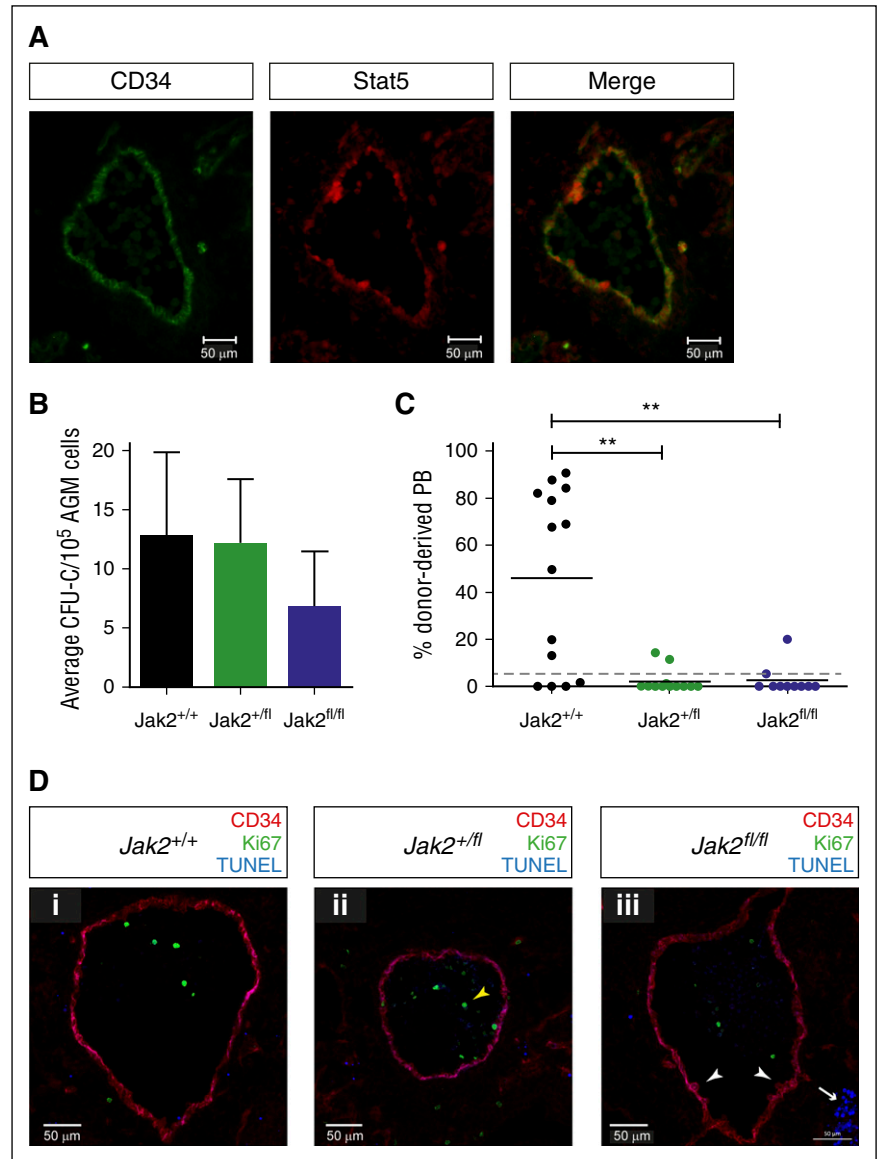 A
CD34 Stat5 Merge
50 μm 50 μm 50 μm
B
Average CFU-C/10⁵ AGM cells
20
15
10
5
0
Jak2⁺/⁺ Jak2⁺/ᶠˡ Jak2ᶠˡ/ᶠˡ
C
** 
**
% donor-derived PB
100
80
60
40
20
0
Jak2⁺/⁺ Jak2⁺/ᶠˡ Jak2ᶠˡ/ᶠˡ
D
Jak2⁺/⁺
CD34
Ki67
TUNEL
Jak2⁺/ᶠˡ
CD34
Ki67
TUNEL
Jak2ᶠˡ/ᶠˡ
CD34
Ki67
TUNEL
i ii iii
50 μm 50 μm 50 μm 50 μm